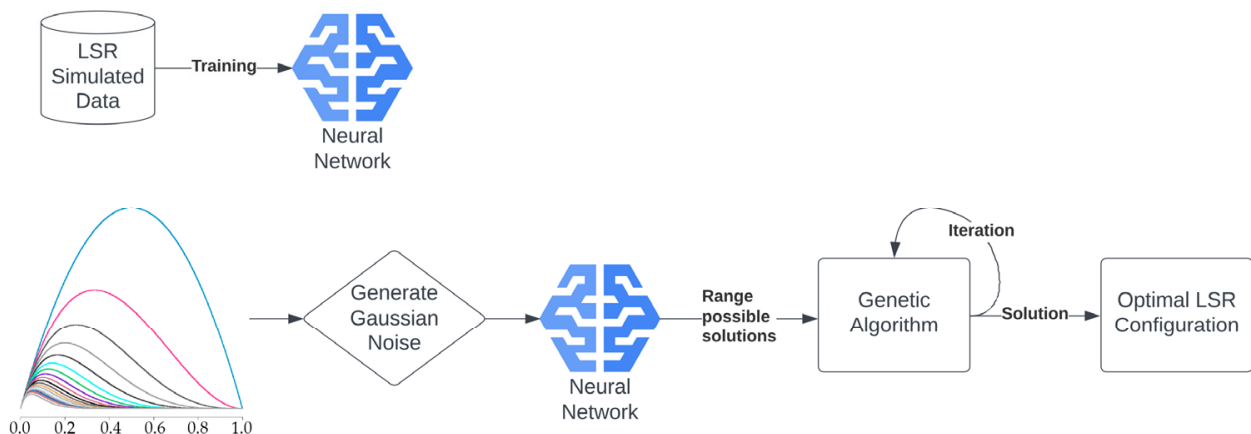 LSR
Simulated
Data
Training
Neural
Network
Generate
Gaussian
Noise
Neural
Network
Range
possible
solutions
Genetic
Algorithm
Iteration
Solution
Optimal LSR
Configuration
0.0 0.2 0.4 0.6 0.8 1.0